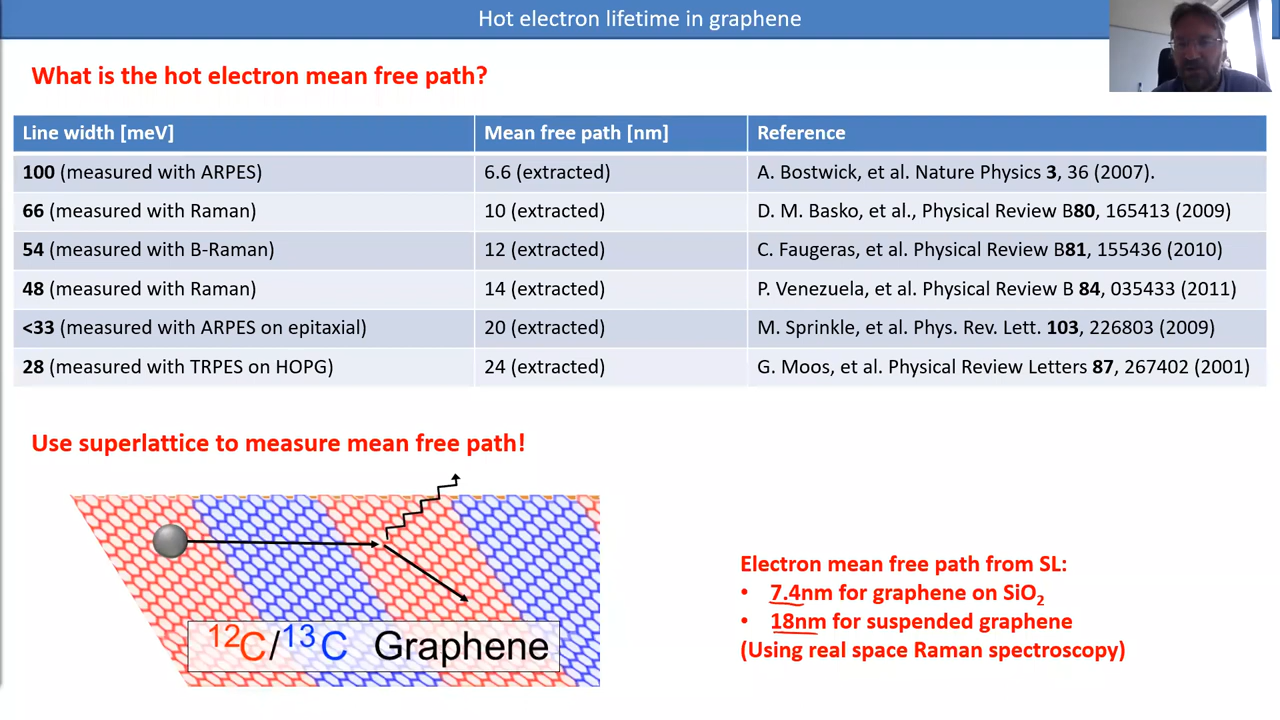 Hot electron lifetime in graphene
What is the hot electron mean free path?
Line width [meV] Mean free path [nm] Reference
100 (measured with ARPES) 6.6 (extracted) A. Bostwick, et al. Nature Physics 3, 36 (2007).
66 (measured with Raman) 10 (extracted) D. M. Basko, et al., Physical Review B80, 165413 (2009)
54 (measured with B-Raman) 12 (extracted) C. Faugeras, et al. Physical Review B81, 155436 (2010)
48 (measured with Raman) 14 (extracted) P. Venezuela, et al. Physical Review B 84, 035433 (2011)
<33 (measured with ARPES on epitaxial) 20 (extracted) M. Sprinkle, et al. Phys. Rev. Lett. 103, 226803 (2009)
28 (measured with TRPES on HOPG) 24 (extracted) G. Moos, et al. Physical Review Letters 87, 267402 (2001)
Use superlattice to measure mean free path!
¹²C/¹³C Graphene
Electron mean free path from SL:
• 7.4nm for graphene on SiO₂
• 18nm for suspended graphene
(Using real space Raman spectroscopy)